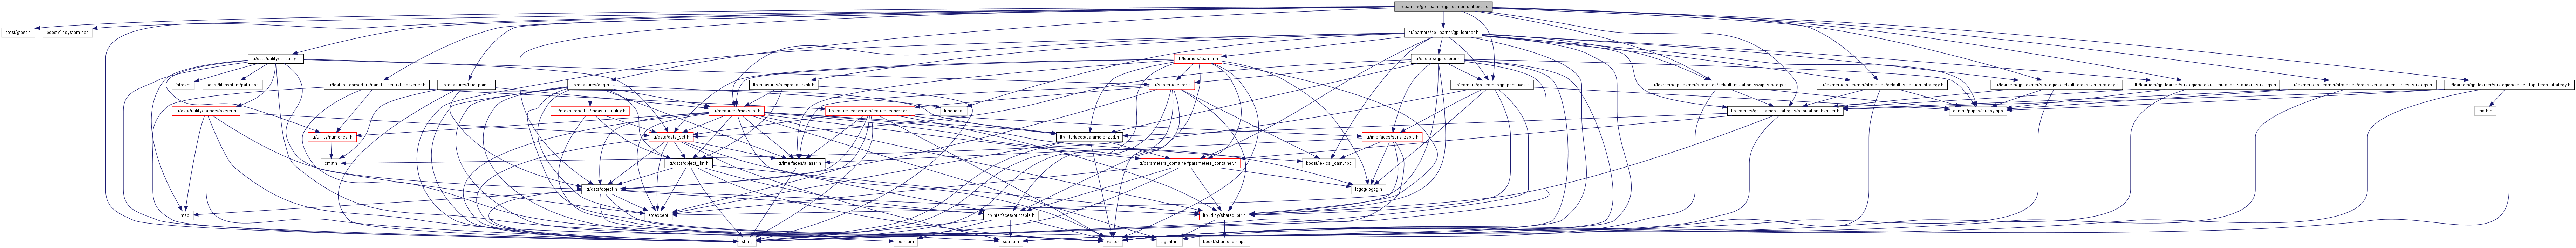 ltr/learners/gp_learner/gp_learner_unittest.cc
gtest/gtest.h
boost/filesystem.hpp
ltr/learners/gp_learner/gp_learner.h
ltr/data/utility/io_utility.h
ltr/learners/learner.h
ltr/scorers/gp_scorer.h
fstream
boost/filesystem/path.hpp
ltr/feature_converters/nan_to_neutral_converter.h
ltr/measures/true_point.h
ltr/measures/dcg.h
ltr/measures/reciprocal_rank.h
ltr/scorers/scorer.h
ltr/learners/gp_learner/gp_primitives.h
ltr/learners/gp_learner/strategies/default_mutation_swap_strategy.h
ltr/learners/gp_learner/strategies/default_selection_strategy.h
ltr/learners/gp_learner/strategies/default_crossover_strategy.h
ltr/learners/gp_learner/strategies/default_mutation_standart_strategy.h
ltr/learners/gp_learner/strategies/crossover_adjacent_trees_strategy.h
ltr/learners/gp_learner/strategies/select_top_trees_strategy.h
ltr/data/utility/parsers/parser.h
ltr/measures/utils/measure_utility.h
ltr/measures/measure.h
ltr/feature_converters/feature_converter.h
functional
ltr/learners/gp_learner/strategies/population_handler.h
contrib/puppy/Puppy.hpp
math.h
ltr/utility/numerical.h
ltr/data/data_set.h
ltr/interfaces/parameterized.h
ltr/interfaces/serializable.h
cmath
ltr/data/object_list.h
ltr/interfaces/aliaser.h
ltr/parameters_container/parameters_container.h
boost/lexical_cast.hpp
ltr/data/object.h
logog/logog.h
map
stdexcept
ltr/interfaces/printable.h
ltr/utility/shared_ptr.h
string
ostream
sstream
vector
algorithm
boost/shared_ptr.hpp